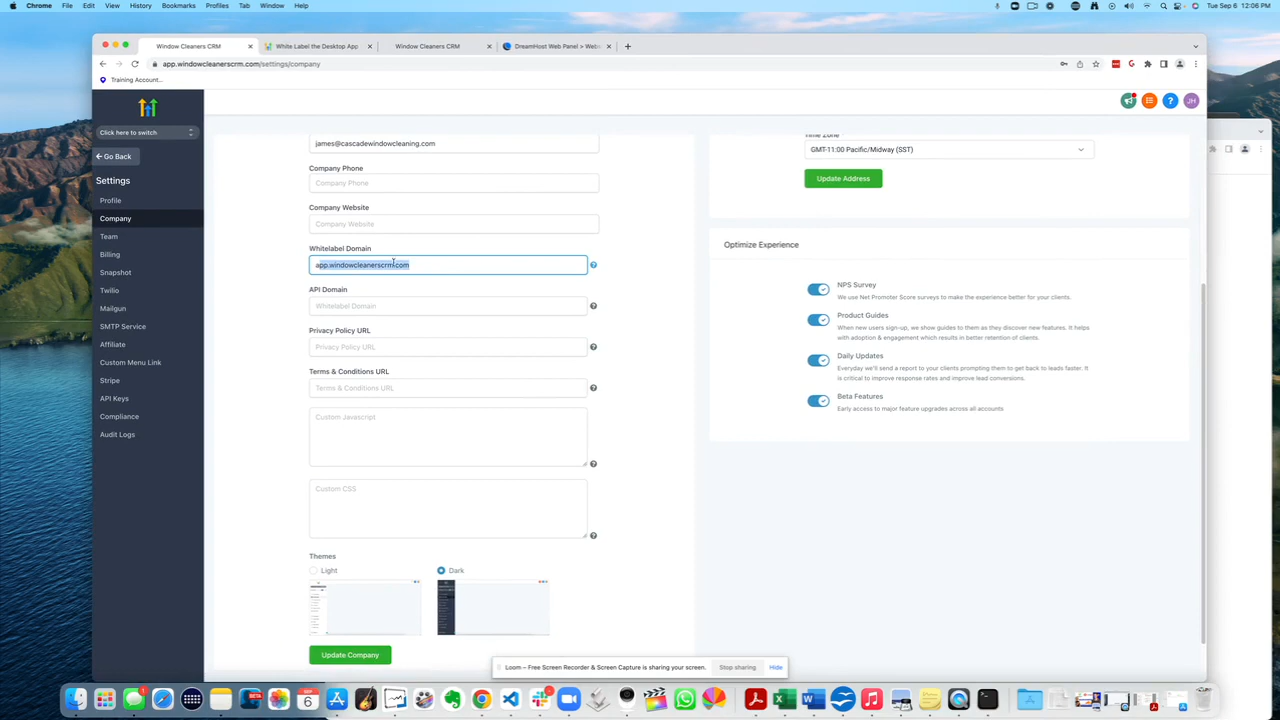 Chrome File Edit View History Bookmarks Profiles Tab Window Help
Tue Sep 6 12:06 PM
Window Cleaners CRM
White Label the Desktop App
Window Cleaners CRM
DreamHost Web Panel > Web
app.windowcleanerscrm.com/settings/company
Training Account...
Click here to switch
Go Back
Settings
Profile
Company
Team
Billing
Snapshot
Twilio
Mailgun
SMTP Service
Affiliate
Custom Menu Link
Stripe
API Keys
Compliance
Audit Logs
JH
james@cascadewindowcleaning.com
Company Phone
Company Phone
Company Website
Company Website
Whitelabel Domain
app.windowcleanerscrm.com
API Domain
Whitelabel Domain
Privacy Policy URL
Privacy Policy URL
Terms & Conditions URL
Terms & Conditions URL
Custom Javascript
Custom CSS
Themes
Light
Dark
Update Company
Time Zone
GMT-11:00 Pacific/Midway (SST)
Update Address
Optimize Experience
NPS Survey
We use Net Promoter Score surveys to make the experience better for your clients.
Product Guides
When new users sign-up, we show guides to them as they discover new features. It helps
with adoption & engagement which results in better retention of clients.
Daily Updates
Everyday we'll send a report to your clients prompting them to get back to leads faster. It
is critical to improve response rates and improve lead conversions.
Beta Features
Early access to major feature upgrades across all accounts
Loom – Free Screen Recorder & Screen Capture is sharing your screen.
Stop sharing
Hide